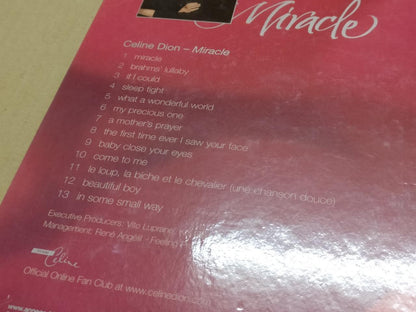 Miracle
Celine Dion – Miracle
1 miracle
2 brahms' lullaby
3 if I could
4 sleep tight
5 what a wonderful world
6 my precious one
7 a mother's prayer
8 the first time ever I saw your face
9 baby close your eyes
10 come to me
11 le loup, la biche et le chevalier (une chanson douce)
12 beautiful boy
13 in some small way
Executive Producers: Vito Luprano
Management: René Angélil - Feeling
Celine
Official Online Fan Club at www.celinedion.com